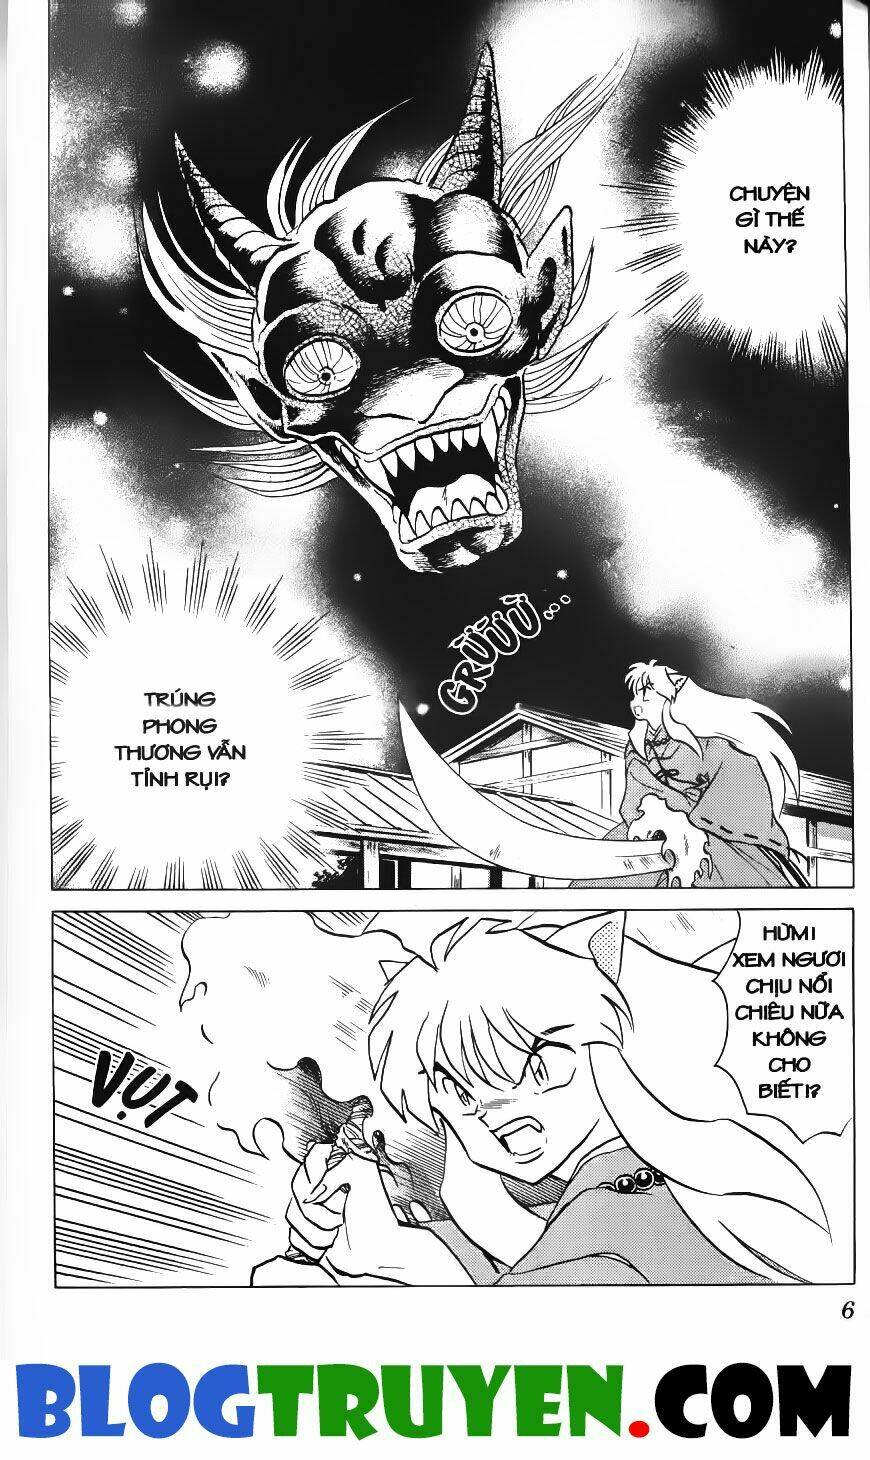 CHUYỆN
GÌ THẾ
NÀY?
GRỪỪỪ...
TRÚNG
PHONG
THƯƠNG VẪN
TỈNH RỤI?
HỪM!
XEM NGƯƠI
CHỊU NỔI
CHIÊU NỮA
KHÔNG
CHO
BIẾT!?
VỤT
6
BLOGTRUYEN.COM